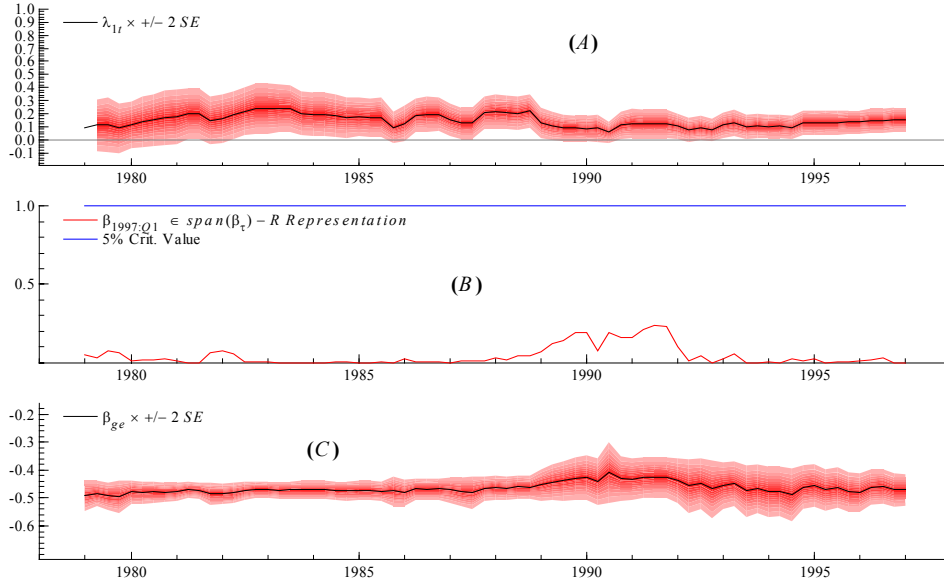 1.0
0.9
0.8
0.7
0.6
0.5
0.4
0.3
0.2
0.1
0.0
-0.1
λ1t × +/− 2 SE
(A)
1980 1985 1990 1995
1.0
0.5
β1997:Q1 ∈ span(βτ) − R Representation
5% Crit. Value
(B)
1980 1985 1990 1995
-0.2
-0.3
-0.4
-0.5
-0.6
βge × +/− 2 SE
(C)
1980 1985 1990 1995